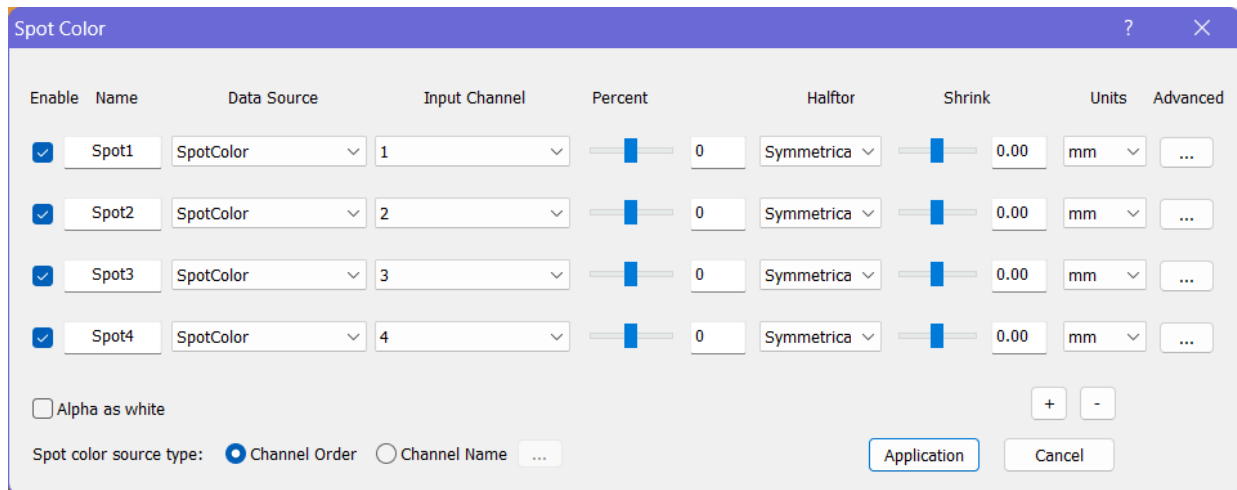 Spot Color ?
Enable Name Data Source Input Channel Percent Halftor Shrink Units Advanced
Spot1 SpotColor 1 0 Symmetrica 0.00 mm ...
Spot2 SpotColor 2 0 Symmetrica 0.00 mm ...
Spot3 SpotColor 3 0 Symmetrica 0.00 mm ...
Spot4 SpotColor 4 0 Symmetrica 0.00 mm ...
Alpha as white + -
Spot color source type: Channel Order Channel Name ... Application Cancel